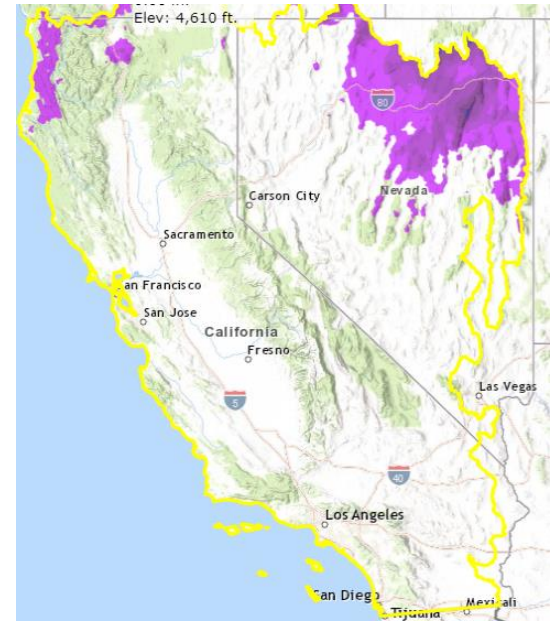 Elev: 4,610 ft.
80
Nevada
Carson City
Sacramento
an Francisco
San Jose
California
Fresno
5
Las Vegas
40
Los Angeles
San Diego
Tijuana
Mexicali